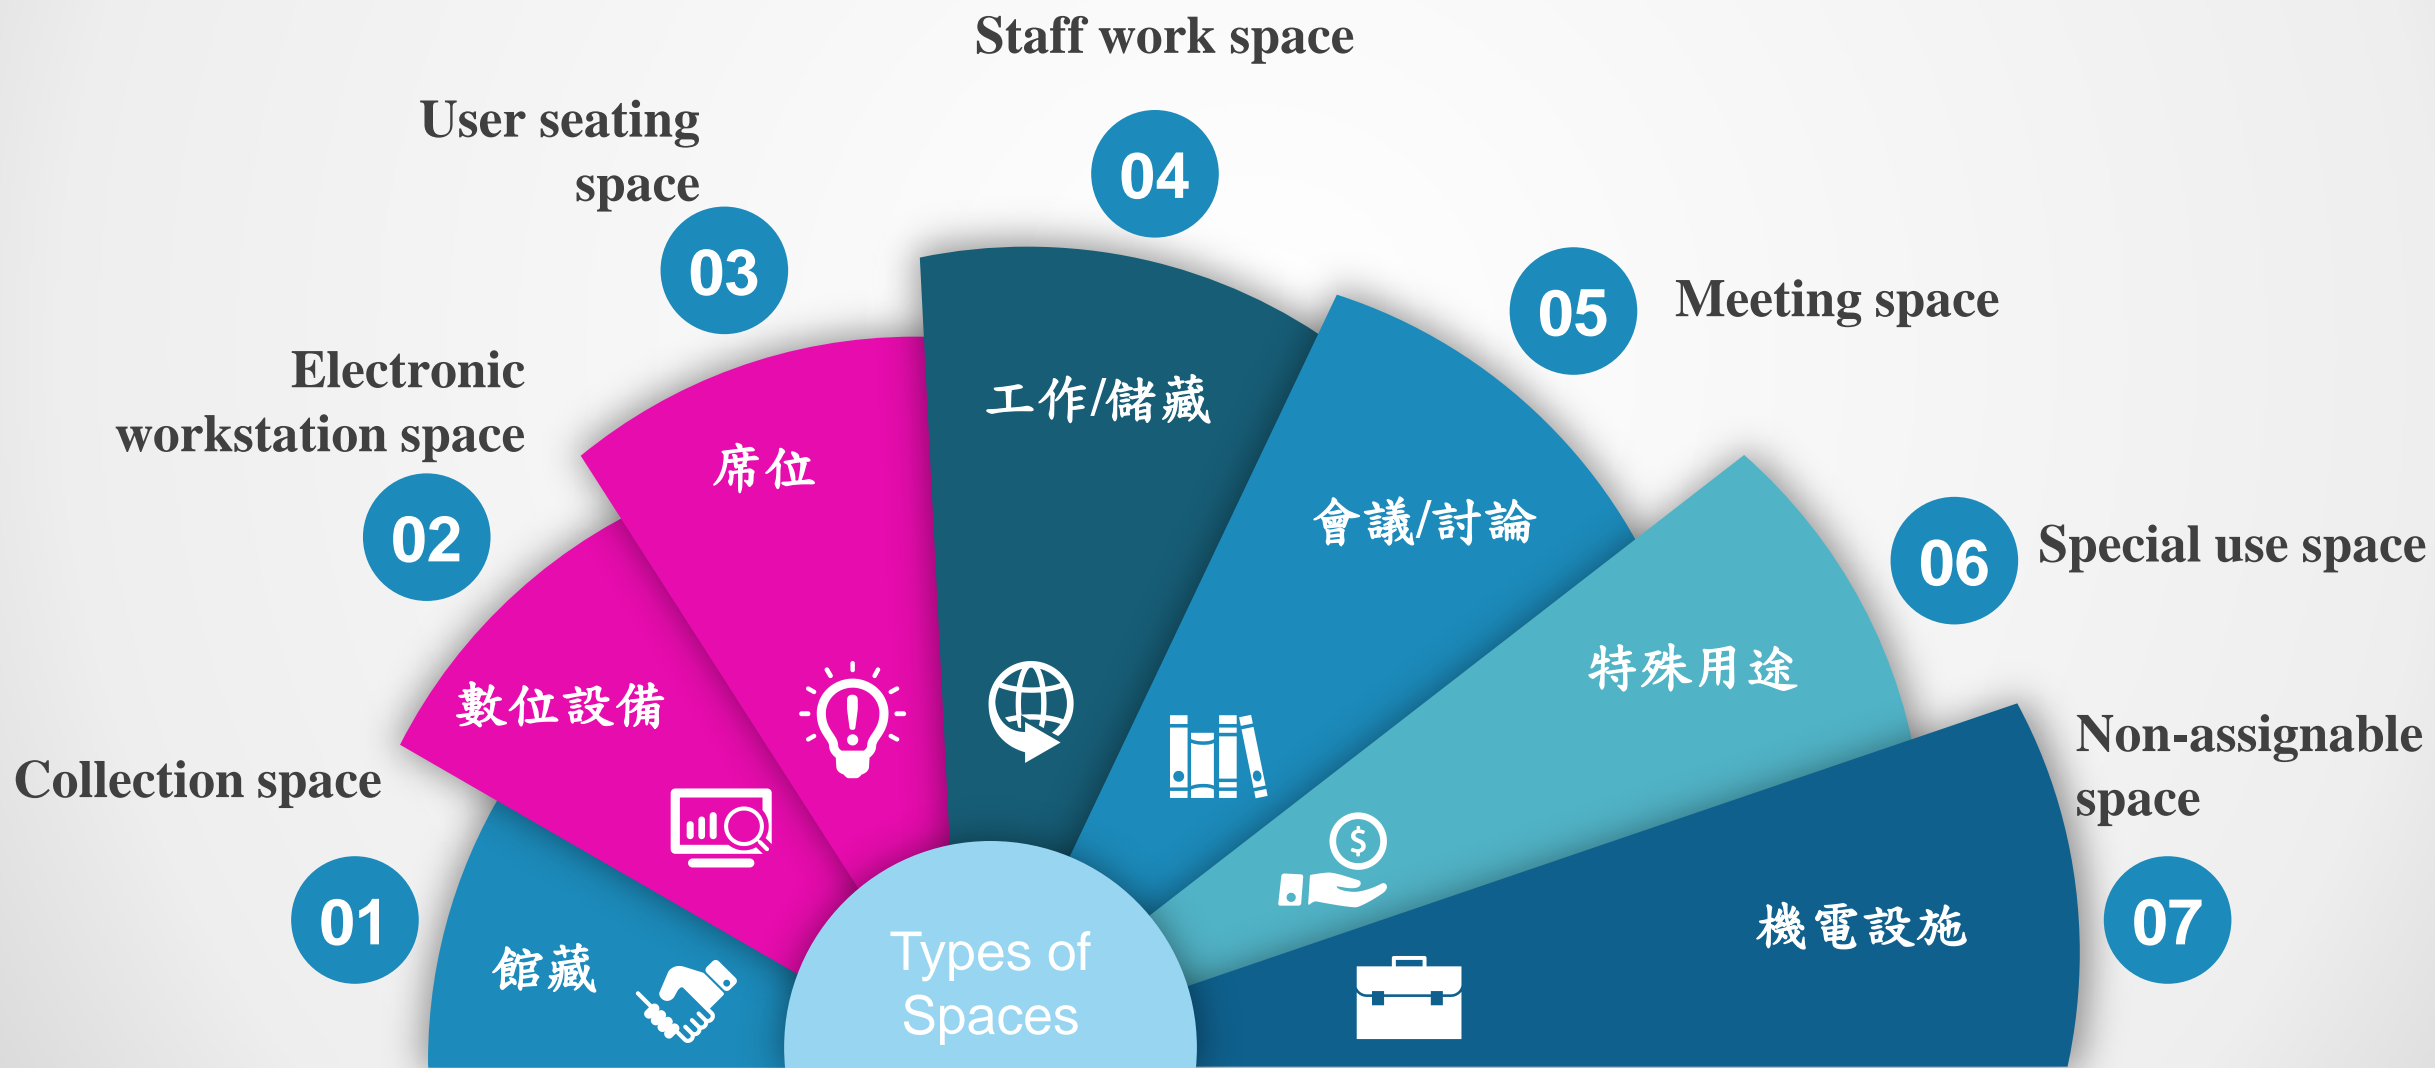 Staff work space
04
User seating
space
03
Electronic
workstation space
02
Collection space
01
05
Meeting space
06
Special use space
Non-assignable
space
07
工作/儲藏
席位
會議/討論
數位設備
特殊用途
館藏
機電設施
$
Types of
Spaces